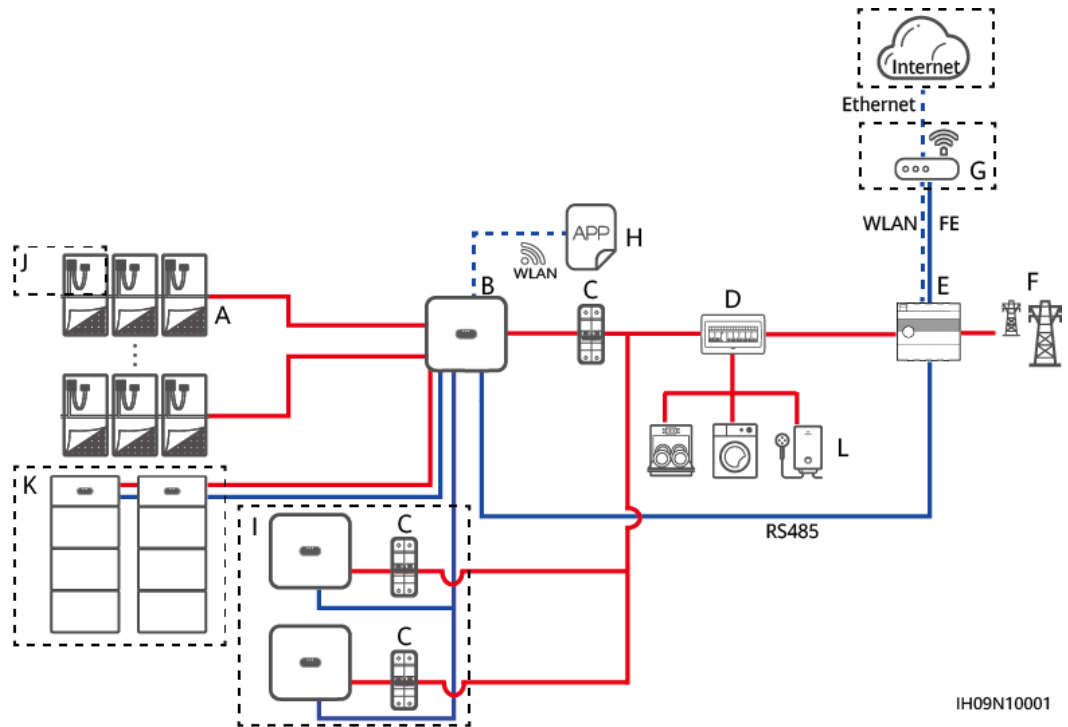 Internet
Ethernet
G
WLAN FE
J
APP H
WLAN
A
B
C
D
E
F
L
K
I
C
RS485
C
IH09N10001